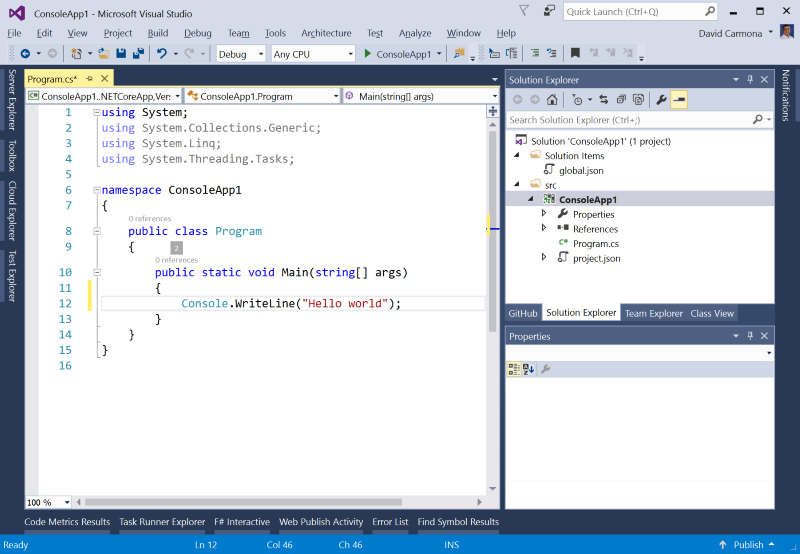 ConsoleApp1 - Microsoft Visual Studio
Quick Launch (Ctrl+Q)
File Edit View Project Build Debug Team Tools Architecture Test Analyze Window Help
David Carmona
Debug Any CPU ConsoleApp1
Server Explorer
Toolbox
Cloud Explorer
Test Explorer
Program.cs*
ConsoleApp1..NETCoreApp,Vers ConsoleApp1.Program Main(string[] args)
1 using System;
2 using System.Collections.Generic;
3 using System.Linq;
4 using System.Threading.Tasks;
5
6 namespace ConsoleApp1
7 {
0 references
8 public class Program
9 {
2
0 references
10 public static void Main(string[] args)
11 {
12 Console.WriteLine("Hello world");
13 }
14 }
15 }
16
100 %
Solution Explorer
Search Solution Explorer (Ctrl+;)
Solution 'ConsoleApp1' (1 project)
Solution Items
global.json
src
ConsoleApp1
Properties
References
Program.cs
project.json
GitHub Solution Explorer Team Explorer Class View
Properties
Notifications
Code Metrics Results Task Runner Explorer F# Interactive Web Publish Activity Error List Find Symbol Results
Ready Ln 12 Col 46 Ch 46 INS Publish